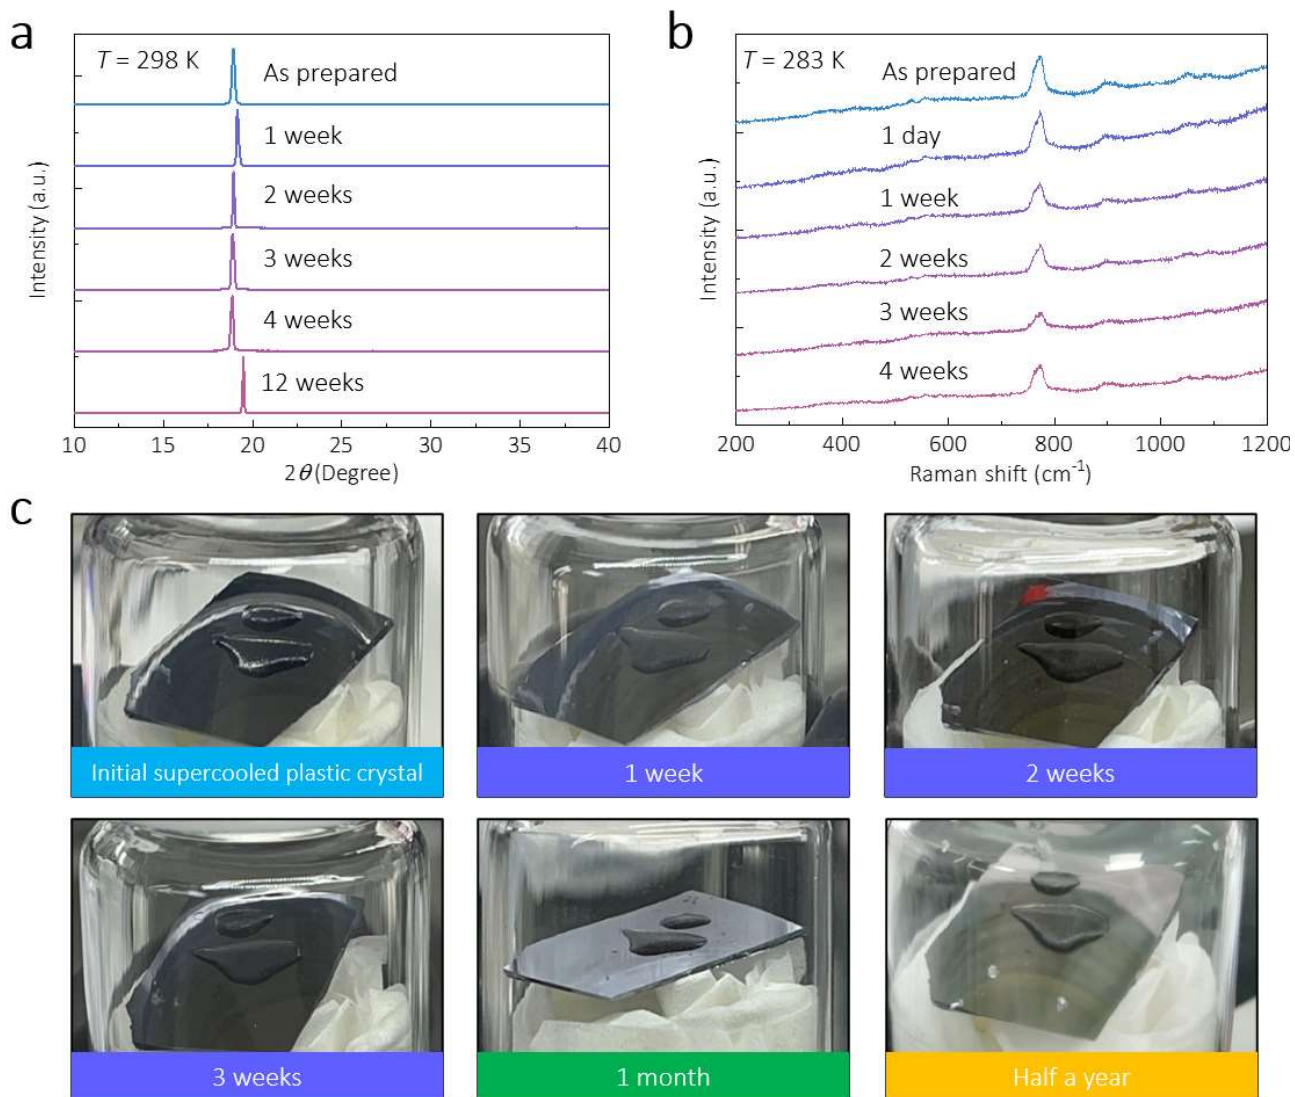 a
T = 298 K
As prepared
1 week
2 weeks
3 weeks
4 weeks
12 weeks
Intensity (a.u.)
10 15 20 25 30 35 40
2θ (Degree)
b
T = 283 K
As prepared
1 day
1 week
2 weeks
3 weeks
4 weeks
Intensity (a.u.)
200 400 600 800 1000 1200
Raman shift (cm⁻¹)
c
Initial supercooled plastic crystal
1 week
2 weeks
3 weeks
1 month
Half a year